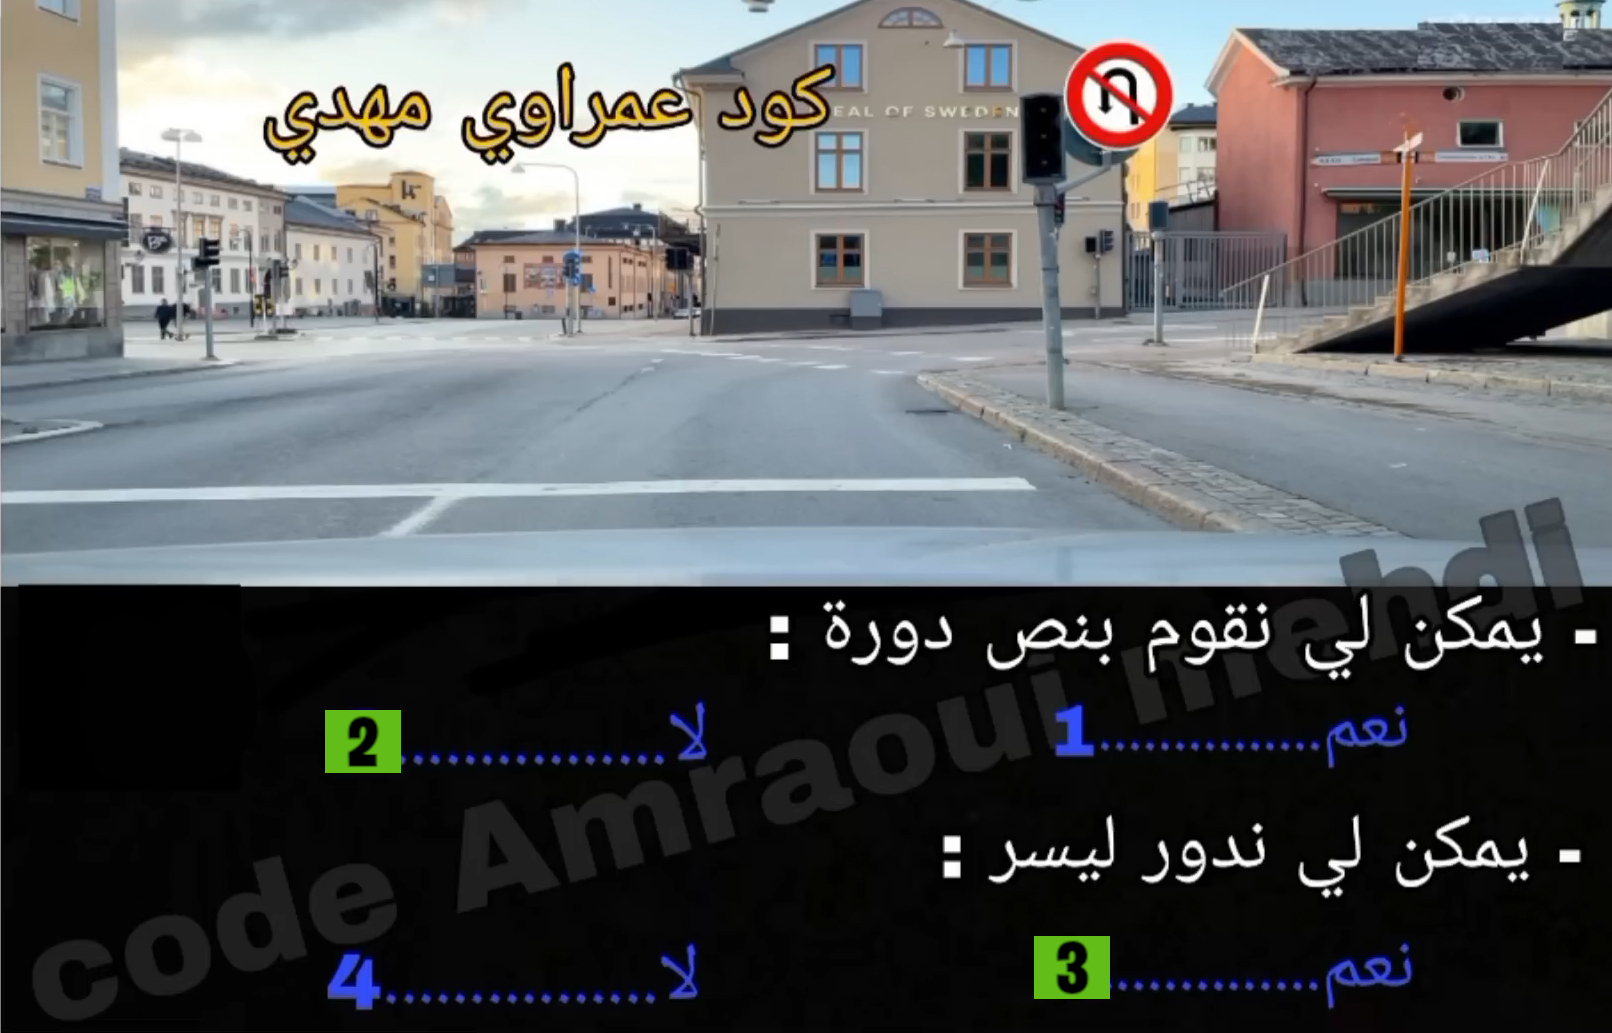 كود عمراوي مهدي
EAL OF SWEDEN
- يمكن لي نقوم بنص دورة :
نعم...............1 لا................2
- يمكن لي ندور ليسر :
نعم..............3 لا.................4
code Amraoui mehdi